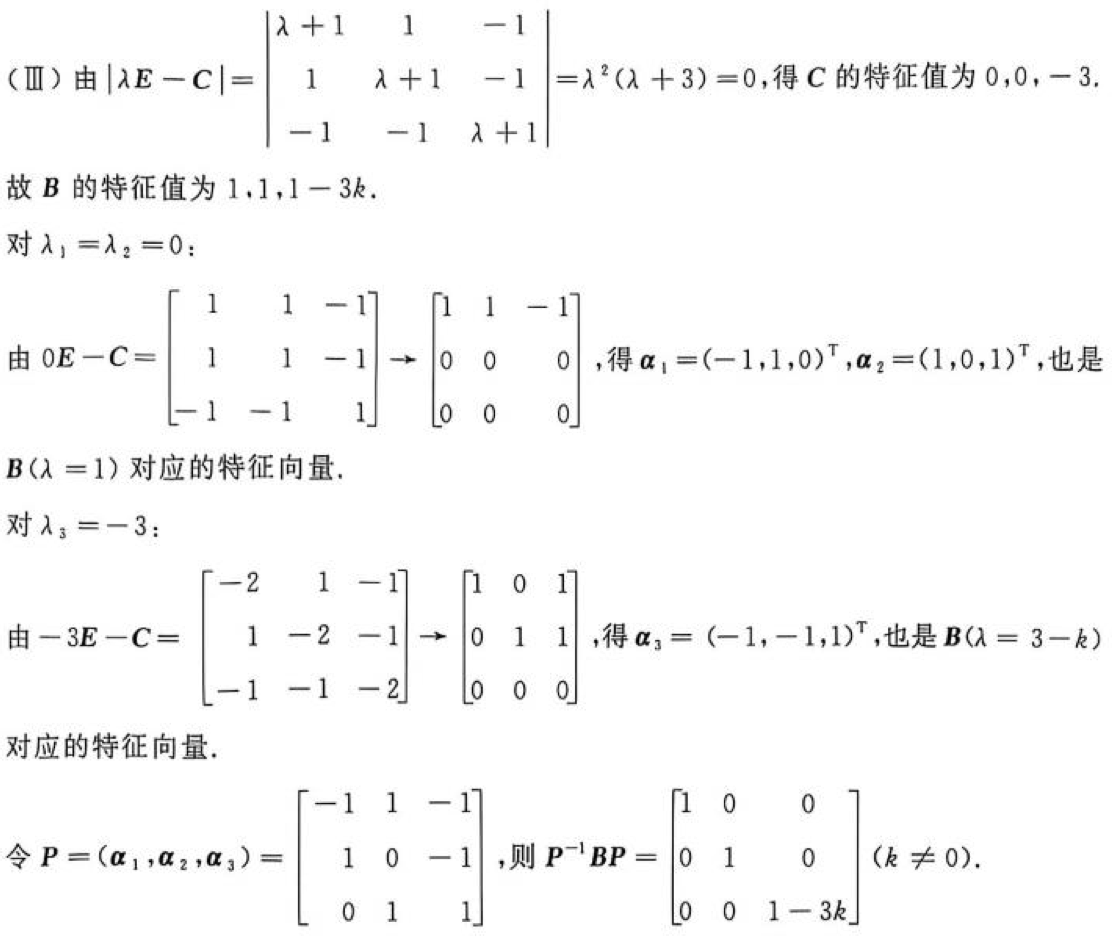 (Ⅲ)由|λE－C|=|λ+1 1 －1; 1 λ+1 －1; －1 －1 λ+1|=λ²(λ+3)=0,得 C 的特征值为 0,0,－3.
故 B 的特征值为 1,1,1－3k.
对 λ₁=λ₂=0:
由 0E－C=[1 1 －1; 1 1 －1; －1 －1 1]→[1 1 －1; 0 0 0; 0 0 0],得 α₁=(－1,1,0)ᵀ,α₂=(1,0,1)ᵀ,也是
B(λ=1) 对应的特征向量.
对 λ₃=－3:
由－3E－C=[－2 1 －1; 1 －2 －1; －1 －1 －2]→[1 0 1; 0 1 1; 0 0 0],得 α₃=(－1,－1,1)ᵀ,也是 B(λ=3－k)
对应的特征向量.
令 P=(α₁,α₂,α₃)=[－1 1 －1; 1 0 －1; 0 1 1],则 P⁻¹BP=[1 0 0; 0 1 0; 0 0 1－3k](k≠0).